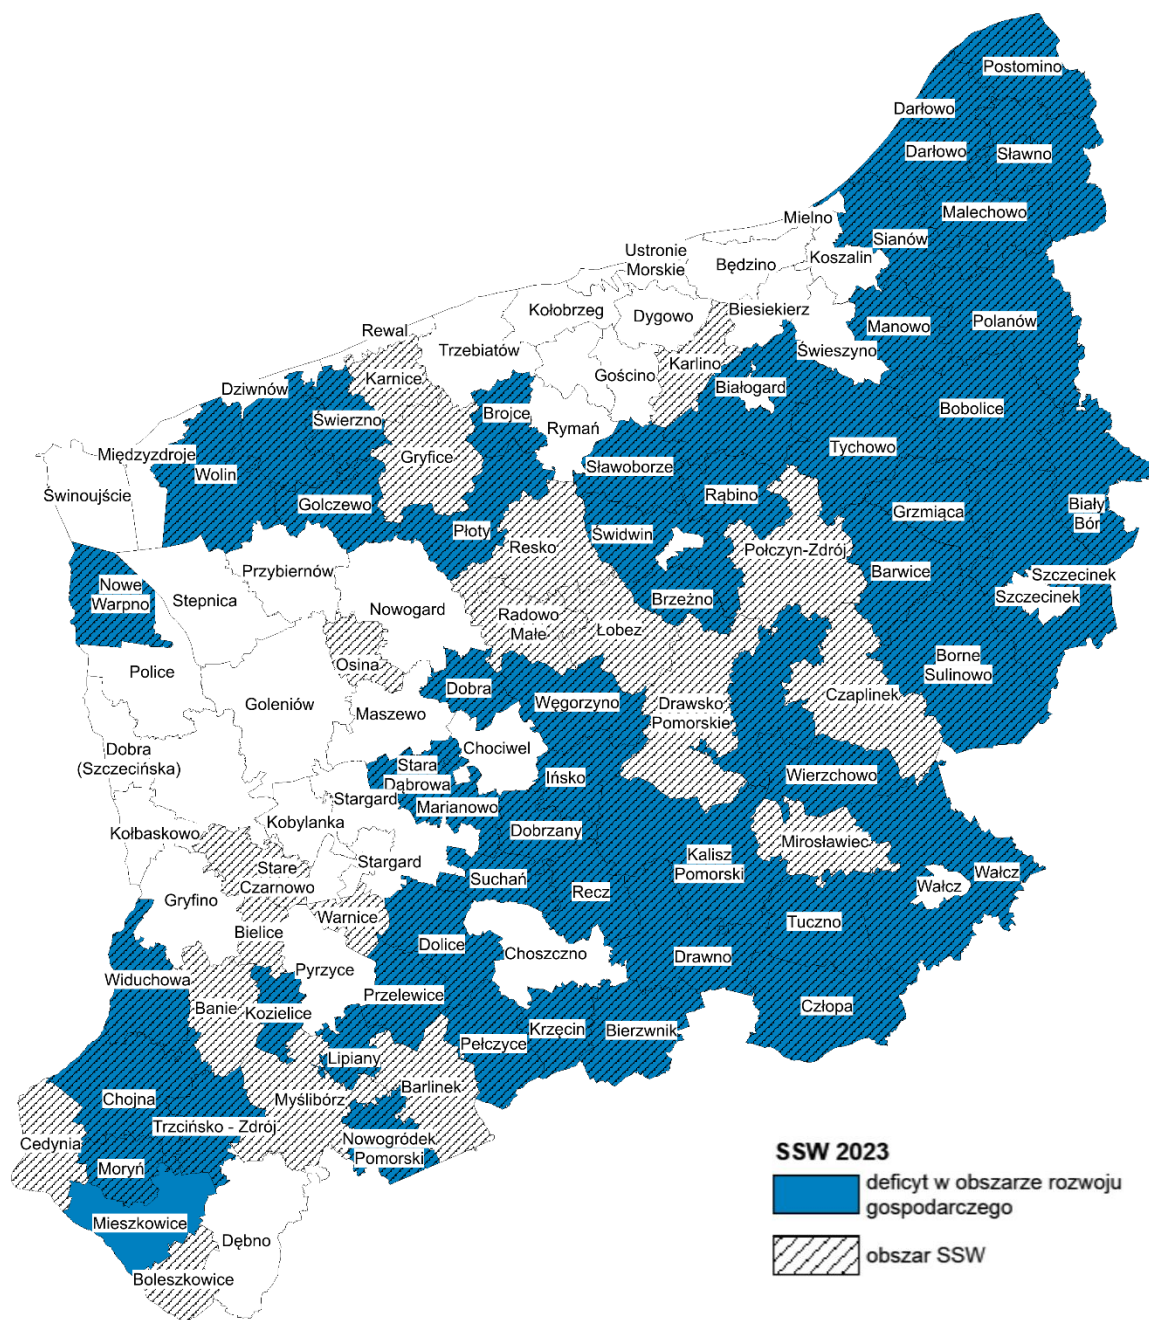 Postomino
Darłowo
Darłowo
Sławno
Mielno
Malechowo
Sianów
Ustronie
Morskie
Będzino
Koszalin
Kołobrzeg
Dygowo
Biesiekierz
Manowo
Polanów
Rewal
Trzebiatów
Świeszyno
Karnice
Gościno
Karlino
Dziwnów
Białogard
Świerzno
Brojce
Rymań
Bobolice
Międzyzdroje
Gryfice
Tychowo
Wolin
Sławoborze
Świnoujście
Golczewo
Rąbino
Grzmiąca
Biały
Bór
Płoty
Resko
Świdwin
Połczyn-Zdrój
Przybiernów
Barwice
Szczecinek
Nowe
Warpno
Stepnica
Nowogard
Brzeżno
Szczecinek
Radowo
Małe
Łobez
Osina
Police
Borne
Sulinowo
Dobra
Goleniów
Węgorzyno
Drawsko
Pomorskie
Czaplinek
Maszewo
Dobra
(Szczecińska)
Chociwel
Stara
Dąbrowa
Ińsko
Wierzchowo
Stargard
Marianowo
Kobylanka
Kołbaskowo
Dobrzany
Mirosławiec
Stare
Czarnowo
Stargard
Kalisz
Pomorski
Wałcz
Suchań
Recz
Wałcz
Gryfino
Warnice
Tuczno
Bielice
Dolice
Choszczno
Drawno
Pyrzyce
Widuchowa
Przelewice
Banie
Kozielice
Człopa
Krzęcin
Bierzwnik
Pełczyce
Lipiany
Barlinek
Chojna
Myślibórz
Trzcińsko - Zdrój
Cedynia
Nowogródek
Pomorski
Moryń
Mieszkowice
Dębno
Boleszkowice
SSW 2023
deficyt w obszarze rozwoju
gospodarczego
obszar SSW